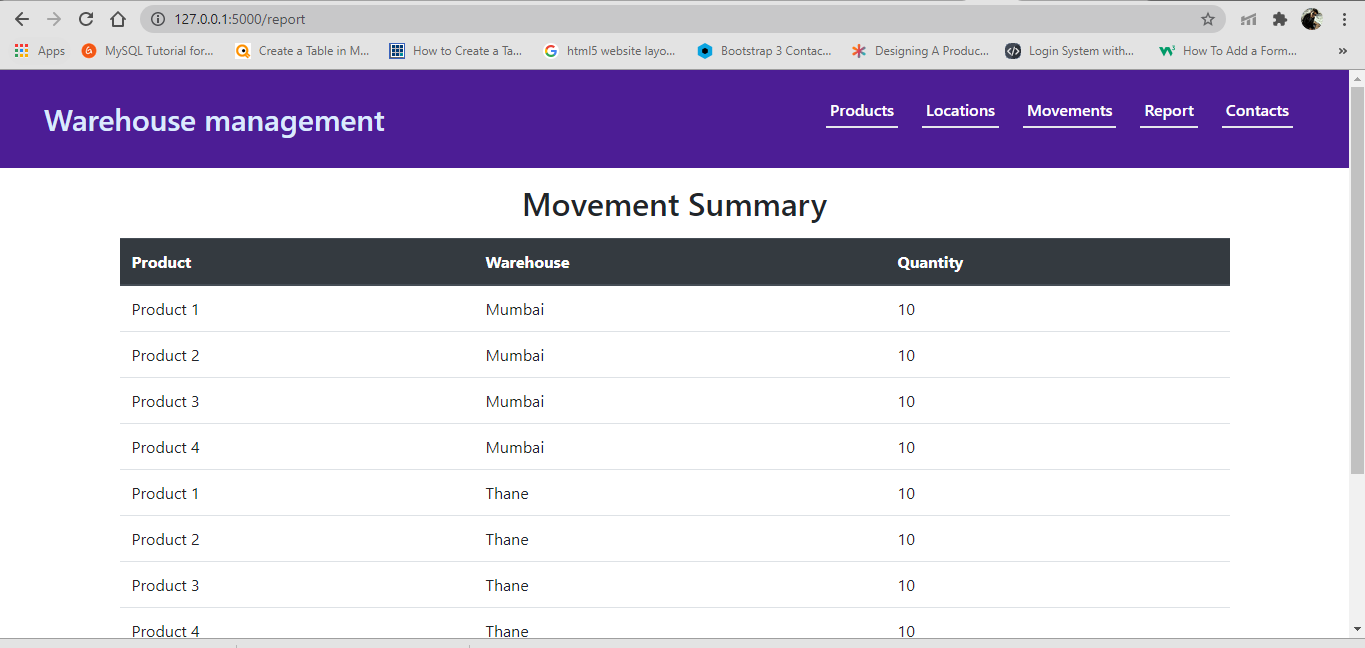 127.0.0.1:5000/report
Apps MySQL Tutorial for... Create a Table in M... How to Create a Ta... html5 website layo... Bootstrap 3 Contac... Designing A Produc... Login System with... How To Add a Form... »
Warehouse management
Products Locations Movements Report Contacts
Movement Summary
Product Warehouse Quantity
Product 1 Mumbai 10
Product 2 Mumbai 10
Product 3 Mumbai 10
Product 4 Mumbai 10
Product 1 Thane 10
Product 2 Thane 10
Product 3 Thane 10
Product 4 Thane 10